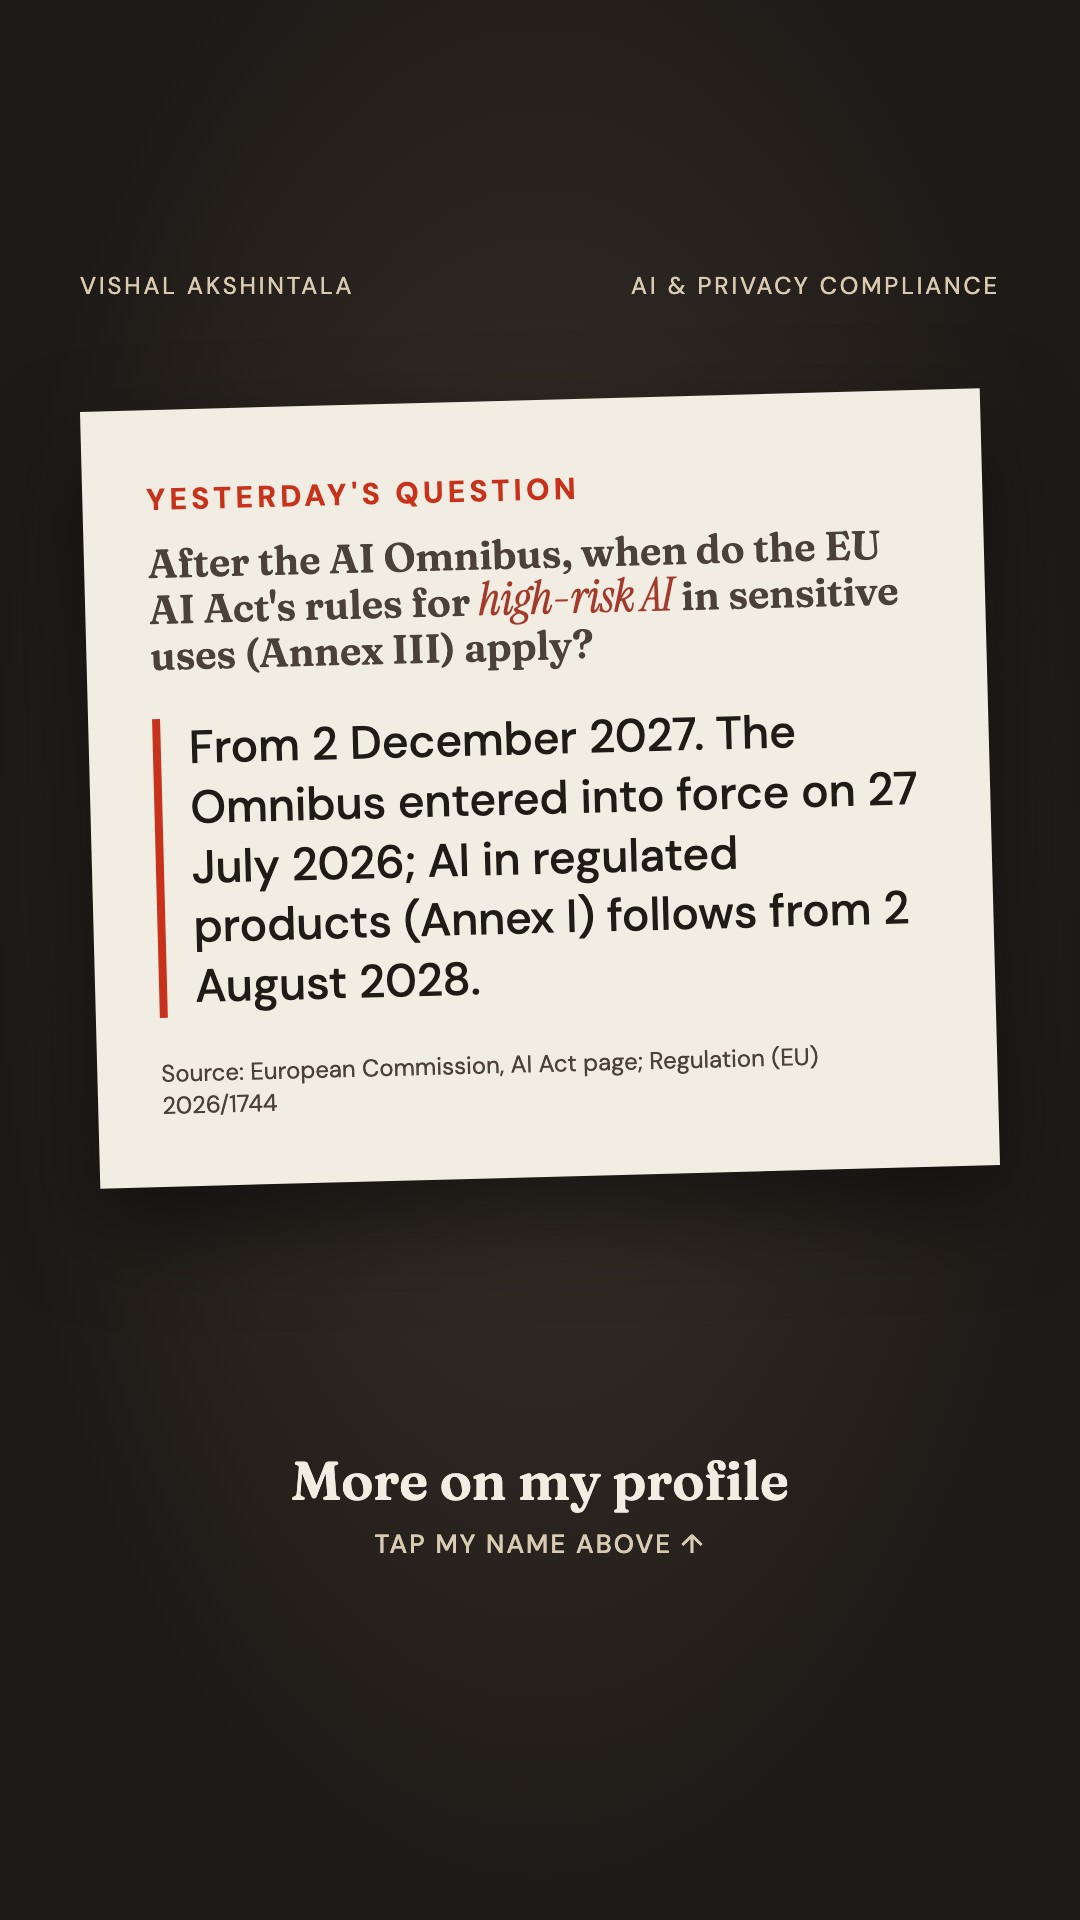 VISHAL AKSHINTALA
AI & PRIVACY COMPLIANCE
YESTERDAY'S QUESTION
After the AI Omnibus, when do the EU
AI Act's rules for high-risk AI in sensitive
uses (Annex III) apply?
From 2 December 2027. The
Omnibus entered into force on 27
July 2026; AI in regulated
products (Annex I) follows from 2
August 2028.
Source: European Commission, AI Act page; Regulation (EU)
2026/1744
More on my profile
TAP MY NAME ABOVE ↑